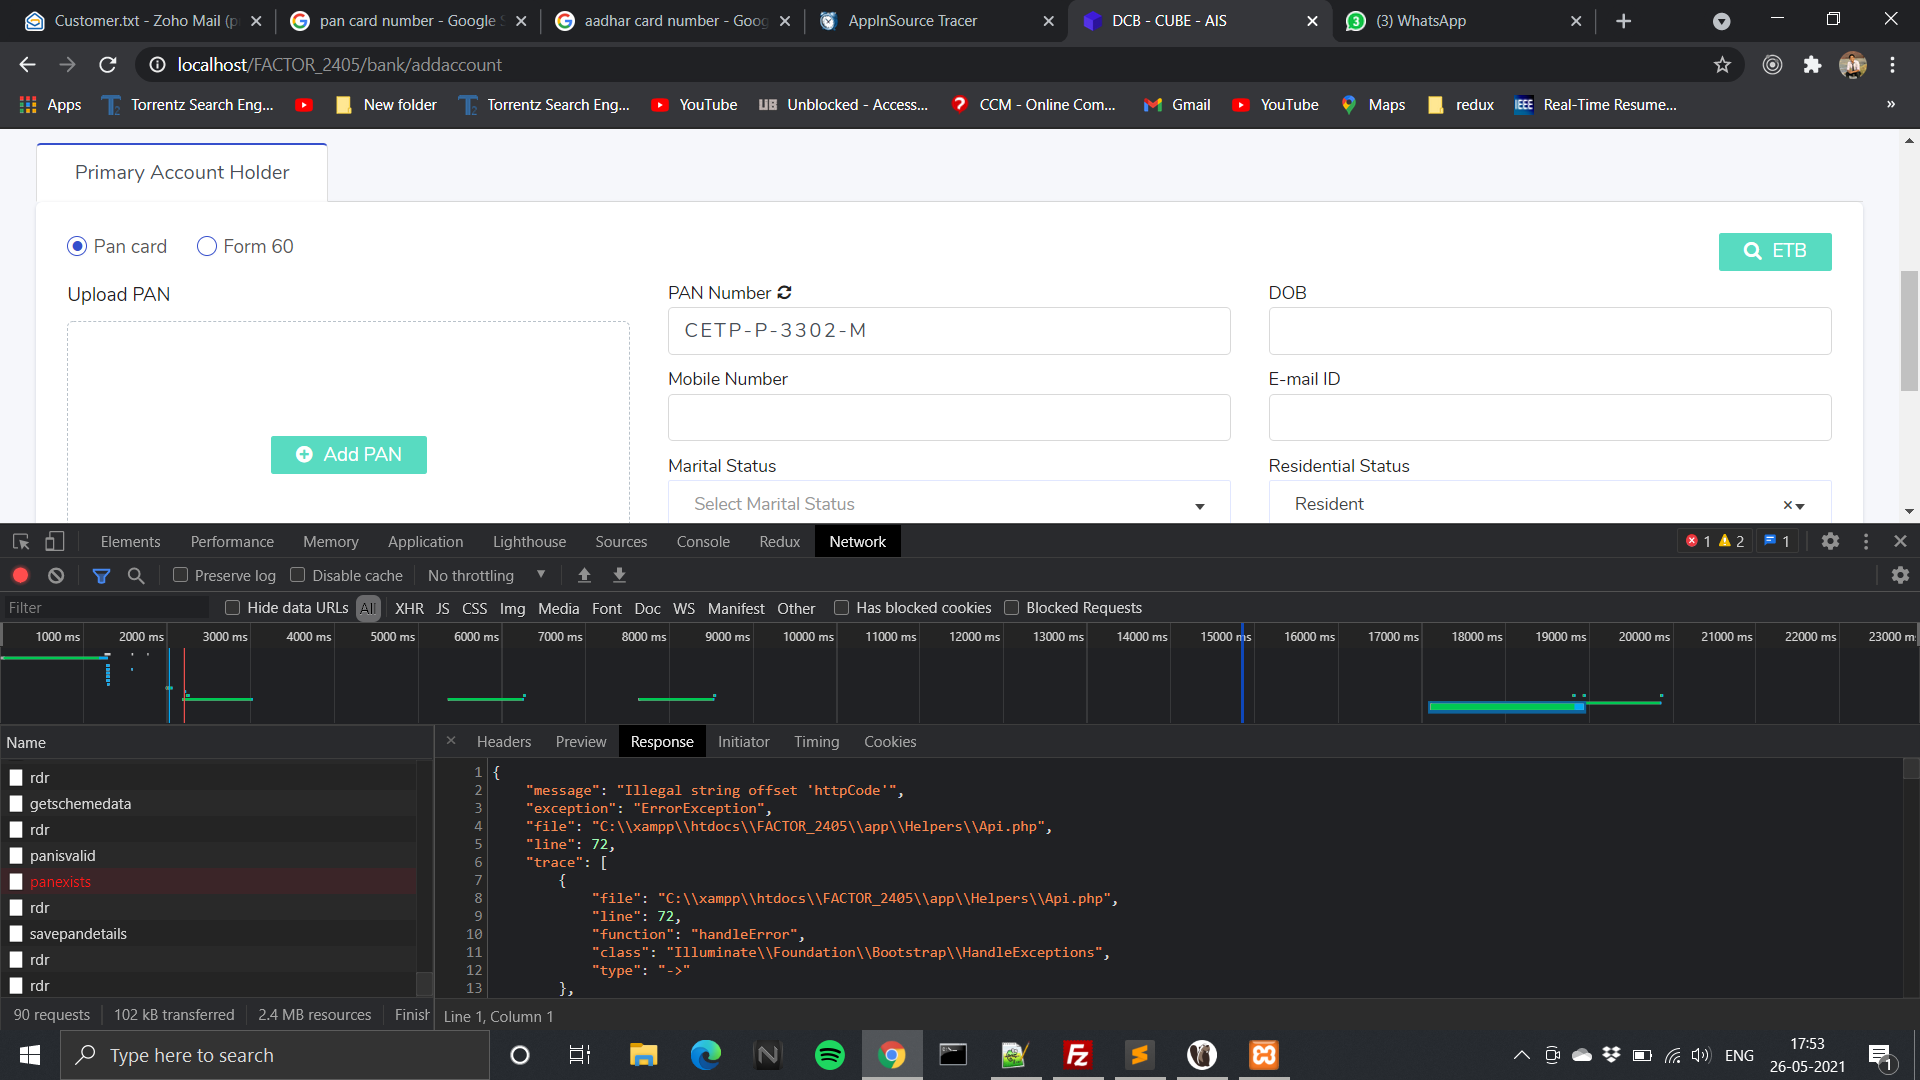 Customer.txt - Zoho Mail (p
pan card number - Google S
aadhar card number - Goog
AppInSource Tracer
DCB - CUBE - AIS
(3) WhatsApp
localhost/FACTOR_2405/bank/addaccount
Apps
Torrentz Search Eng...
New folder
Torrentz Search Eng...
YouTube
Unblocked - Access...
CCM - Online Com...
Gmail
YouTube
Maps
redux
Real-Time Resume...
»
Primary Account Holder
Pan card
Form 60
ETB
Upload PAN
PAN Number
DOB
CETP-P-3302-M
Mobile Number
E-mail ID
Add PAN
Marital Status
Residential Status
Select Marital Status
Resident
Elements
Performance
Memory
Application
Lighthouse
Sources
Console
Redux
Network
1
2
1
Preserve log
Disable cache
No throttling
Filter
Hide data URLs
All
XHR
JS
CSS
Img
Media
Font
Doc
WS
Manifest
Other
Has blocked cookies
Blocked Requests
1000 ms
2000 ms
3000 ms
4000 ms
5000 ms
6000 ms
7000 ms
8000 ms
9000 ms
10000 ms
11000 ms
12000 ms
13000 ms
14000 ms
15000 ms
16000 ms
17000 ms
18000 ms
19000 ms
20000 ms
21000 ms
22000 ms
23000 m
Name
rdr
getschemedata
rdr
panisvalid
panexists
rdr
savepandetails
rdr
rdr
90 requests
102 kB transferred
2.4 MB resources
Finish
Headers
Preview
Response
Initiator
Timing
Cookies
1 {
2 "message": "Illegal string offset 'httpCode'",
3 "exception": "ErrorException",
4 "file": "C:\\xampp\\htdocs\\FACTOR_2405\\app\\Helpers\\Api.php",
5 "line": 72,
6 "trace": [
7 {
8 "file": "C:\\xampp\\htdocs\\FACTOR_2405\\app\\Helpers\\Api.php",
9 "line": 72,
10 "function": "handleError",
11 "class": "Illuminate\\Foundation\\Bootstrap\\HandleExceptions",
12 "type": "->"
13 },
Line 1, Column 1
Type here to search
ENG
17:53
26-05-2021
1